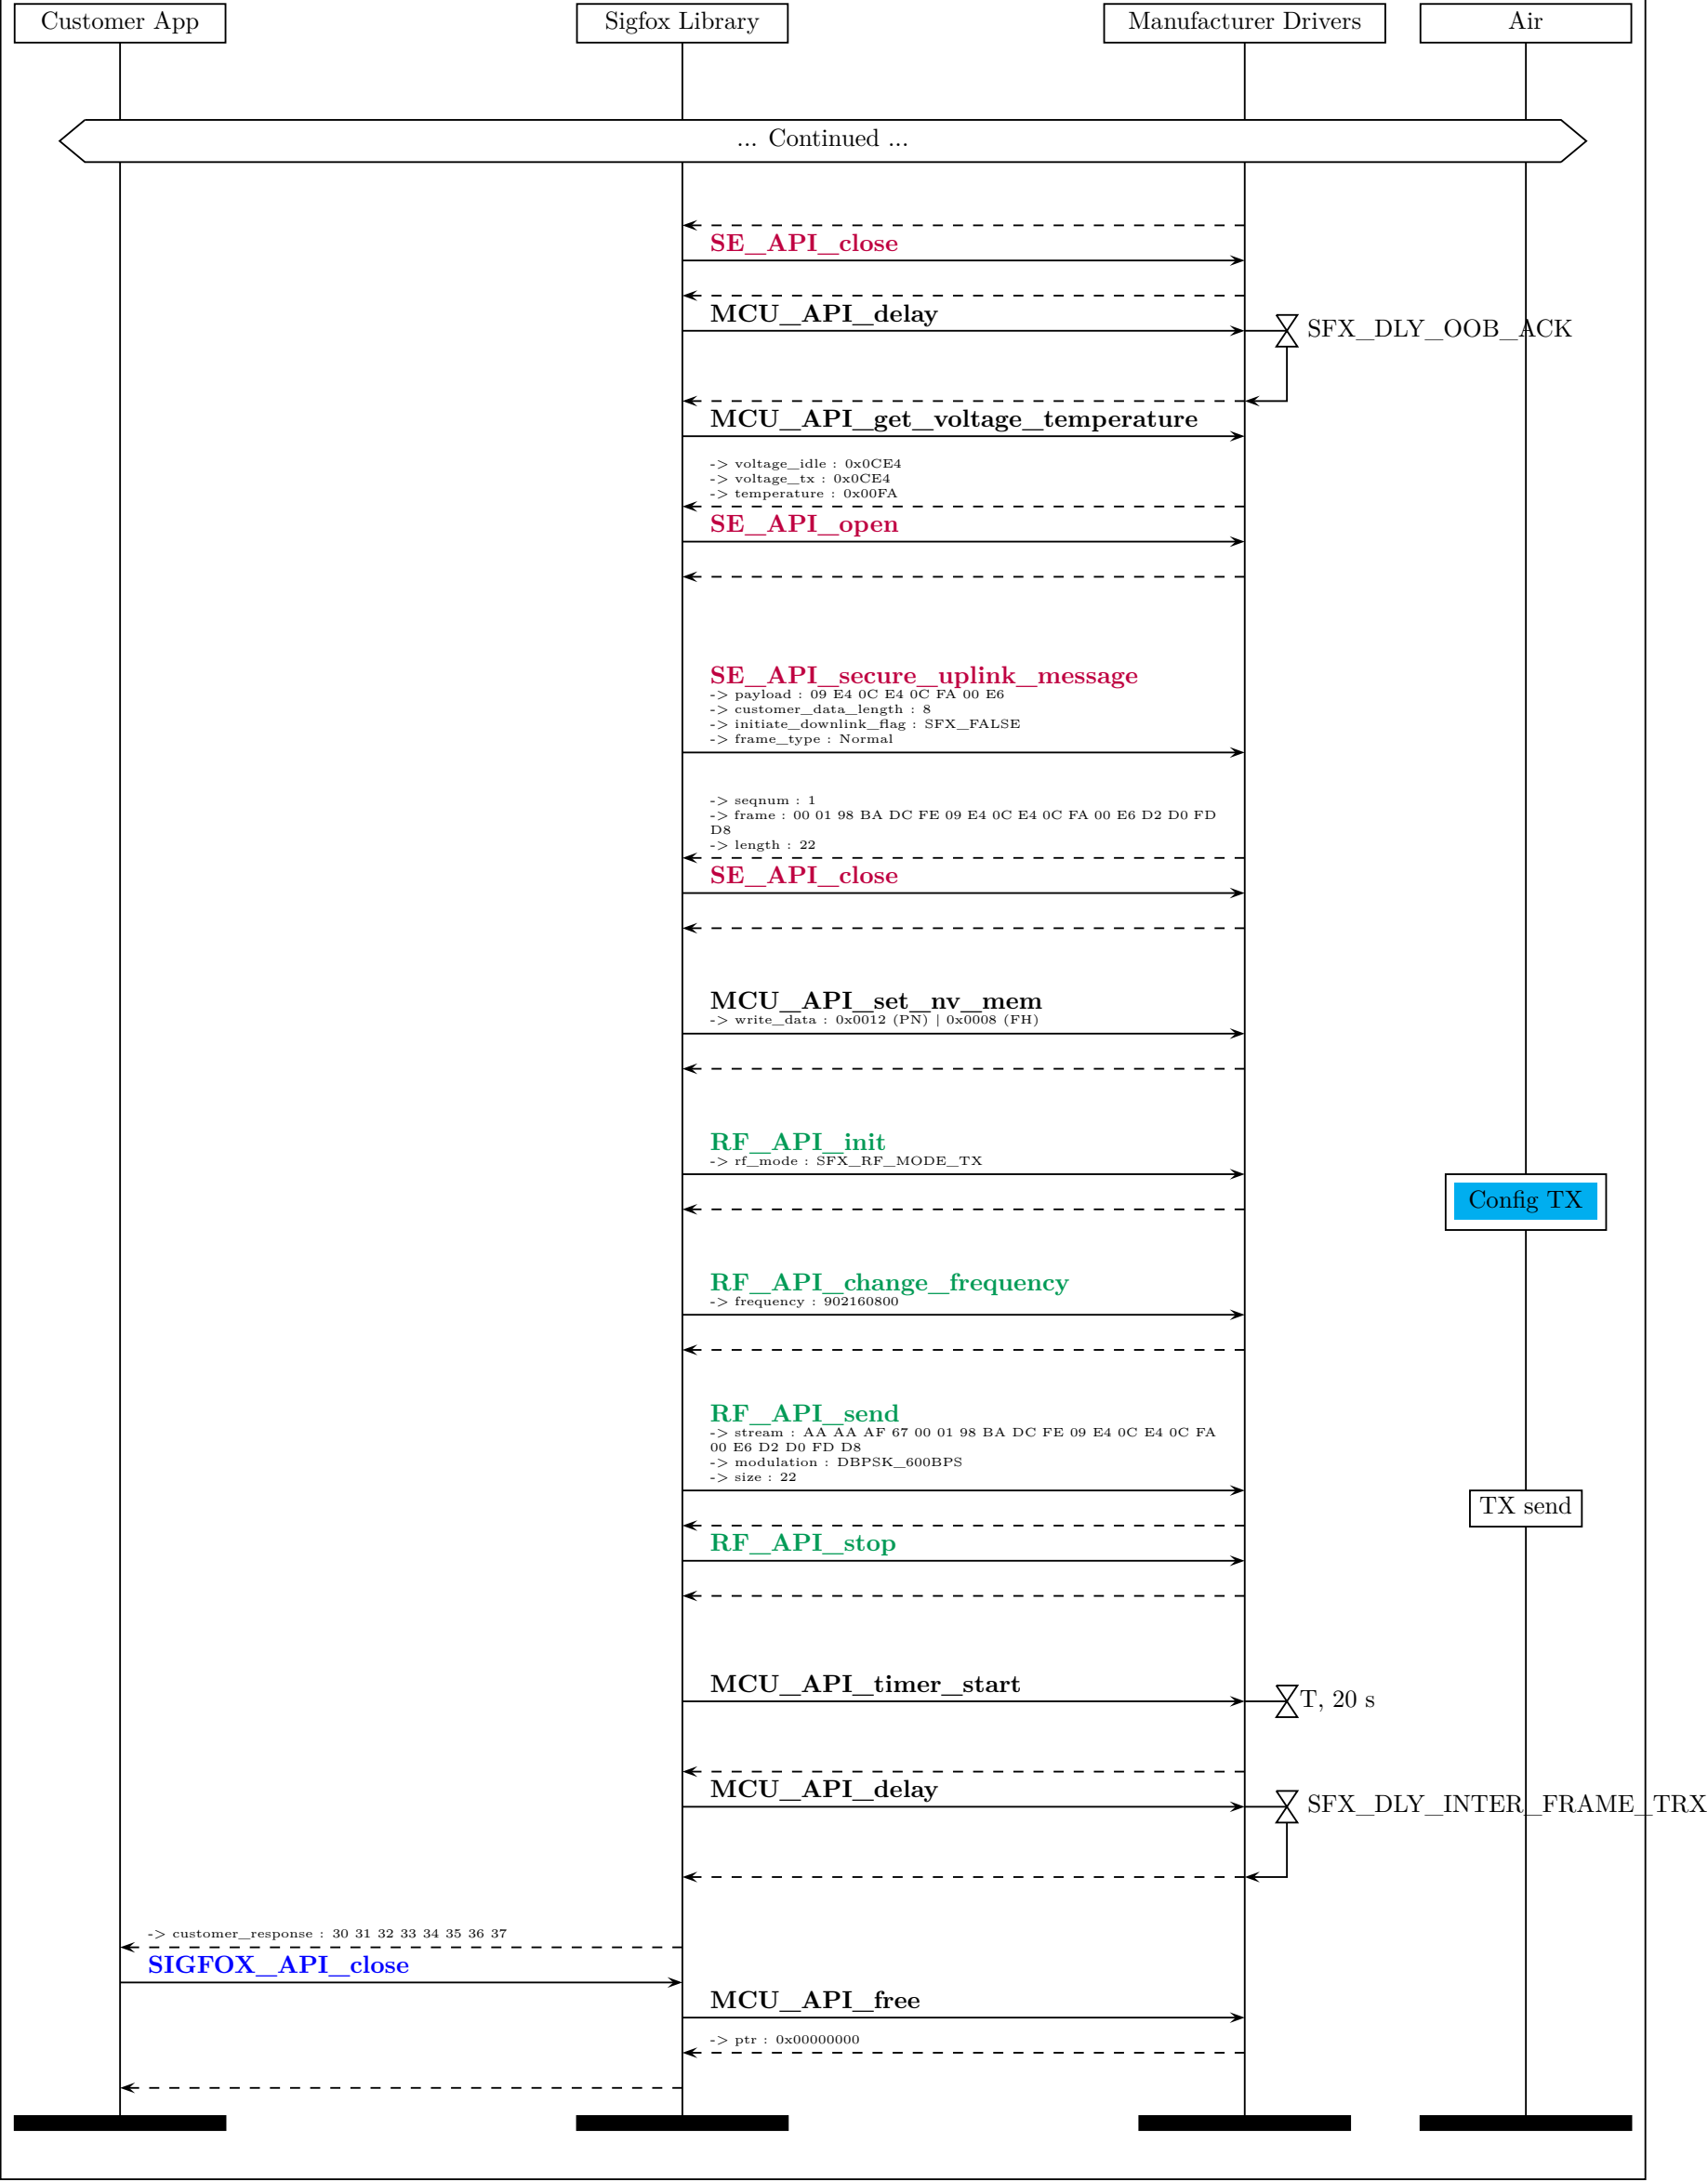 Customer App
Sigfox Library
Manufacturer Drivers
Air
... Continued ...
SE_API_close
MCU_API_delay
SFX_DLY_OOB_ACK
MCU_API_get_voltage_temperature
-> voltage_idle : 0x0CE4
-> voltage_tx : 0x0CE4
-> temperature : 0x00FA
SE_API_open
SE_API_secure_uplink_message
-> payload : 09 E4 0C E4 0C FA 00 E6
-> customer_data_length : 8
-> initiate_downlink_flag : SFX_FALSE
-> frame_type : Normal
-> seqnum : 1
-> frame : 00 01 98 BA DC FE 09 E4 0C E4 0C FA 00 E6 D2 D0 FD
D8
-> length : 22
SE_API_close
MCU_API_set_nv_mem
-> write_data : 0x0012 (PN) | 0x0008 (FH)
RF_API_init
-> rf_mode : SFX_RF_MODE_TX
Config TX
RF_API_change_frequency
-> frequency : 902160800
RF_API_send
-> stream : AA AA AF 67 00 01 98 BA DC FE 09 E4 0C E4 0C FA
00 E6 D2 D0 FD D8
-> modulation : DBPSK_600BPS
-> size : 22
TX send
RF_API_stop
MCU_API_timer_start
T, 20 s
MCU_API_delay
SFX_DLY_INTER_FRAME_TRX
-> customer_response : 30 31 32 33 34 35 36 37
SIGFOX_API_close
MCU_API_free
-> ptr : 0x00000000